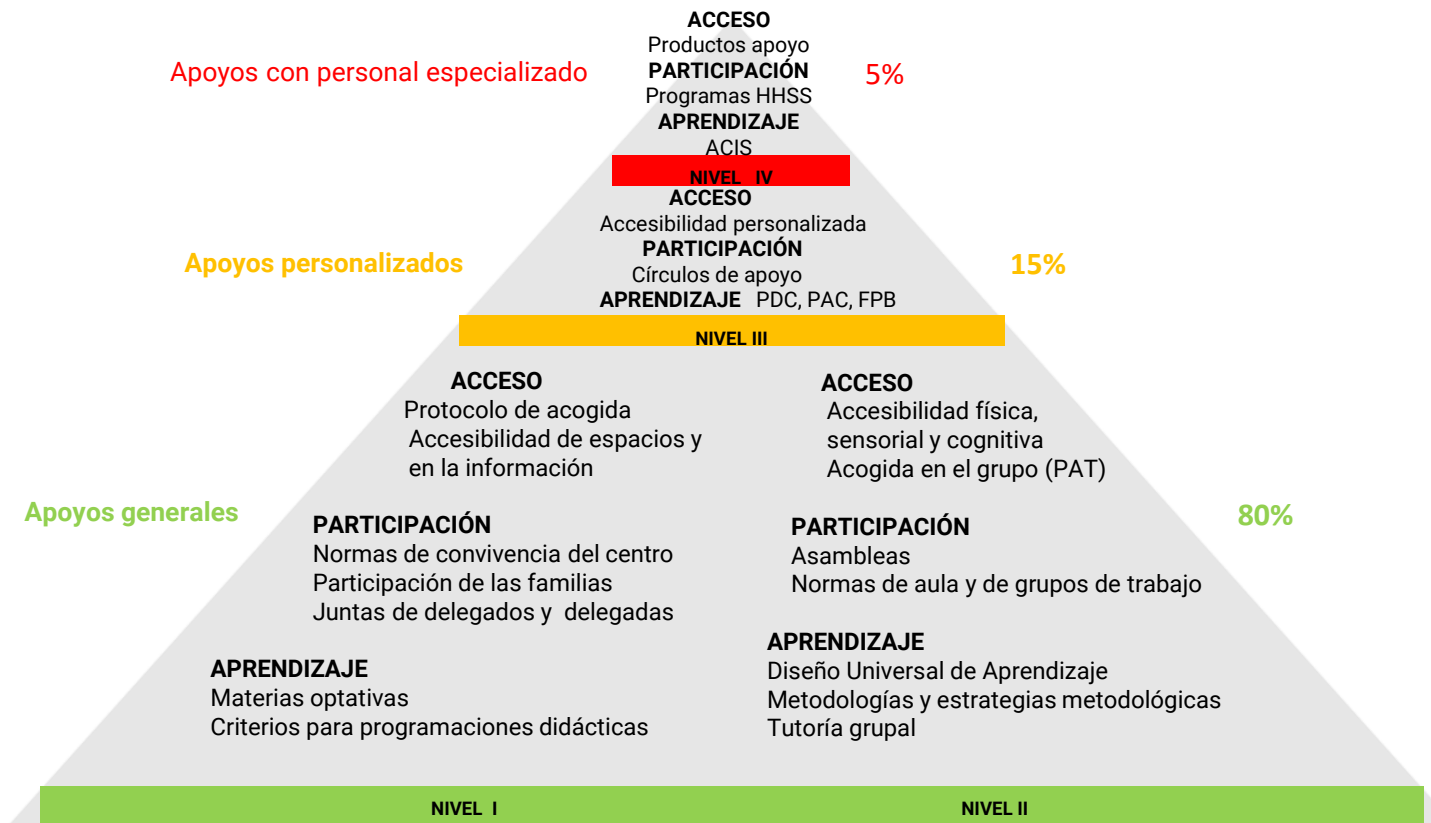 ACCESO
Productos apoyo
PARTICIPACIÓN
Programas HHSS
APRENDIZAJE
ACIS
Apoyos con personal especializado
5%
NIVEL IV
ACCESO
Accesibilidad personalizada
PARTICIPACIÓN
Círculos de apoyo
APRENDIZAJE PDC, PAC, FPB
Apoyos personalizados
15%
NIVEL III
ACCESO
Protocolo de acogida
Accesibilidad de espacios y
en la información
PARTICIPACIÓN
Normas de convivencia del centro
Participación de las familias
Juntas de delegados y delegadas
APRENDIZAJE
Materias optativas
Criterios para programaciones didácticas
ACCESO
Accesibilidad física,
sensorial y cognitiva
Acogida en el grupo (PAT)
PARTICIPACIÓN
Asambleas
Normas de aula y de grupos de trabajo
APRENDIZAJE
Diseño Universal de Aprendizaje
Metodologías y estrategias metodológicas
Tutoría grupal
Apoyos generales
80%
NIVEL I
NIVEL II